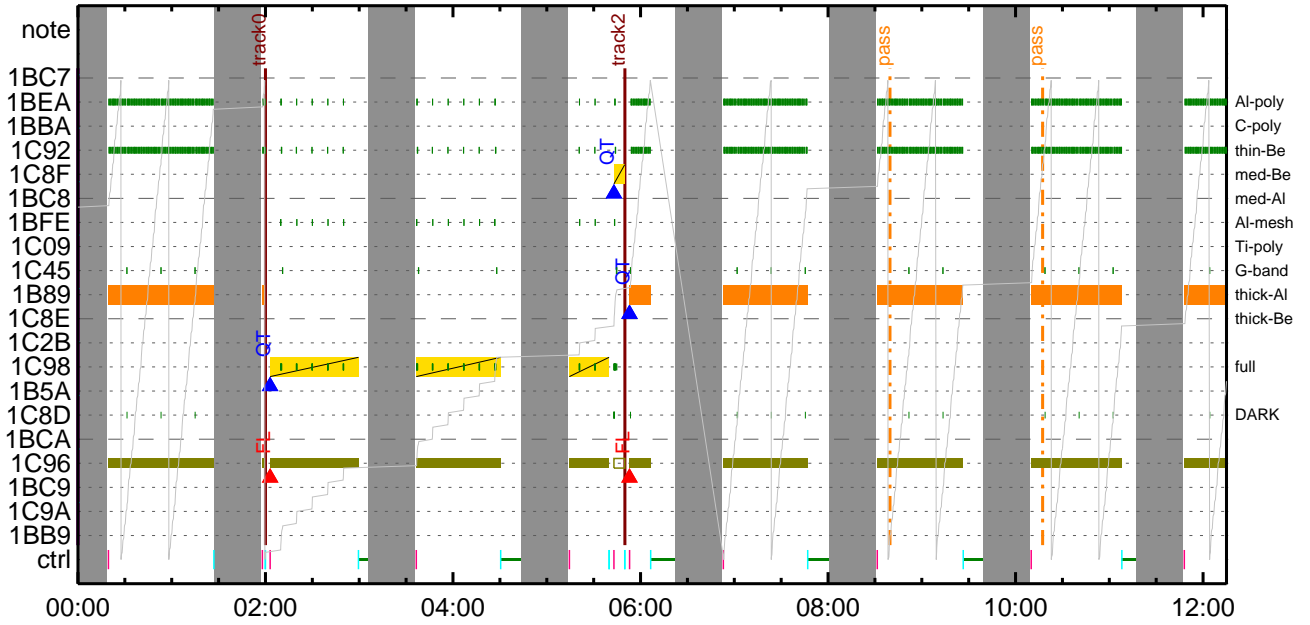 note
track0
track2
pass
pass
1BC7
1BEA Al-poly
1BBA C-poly
1C92 thin-Be
QT
1C8F med-Be
1BC8 med-Al
1BFE Al-mesh
1C09 Ti-poly
1C45 G-band
QT
1B89 thick-Al
1C8E thick-Be
1C2B
QT
1C98 full
1B5A
1C8D DARK
1BCA
FL
FL
1C96
1BC9
1C9A
1BB9
ctrl
00:00 02:00 04:00 06:00 08:00 10:00 12:00